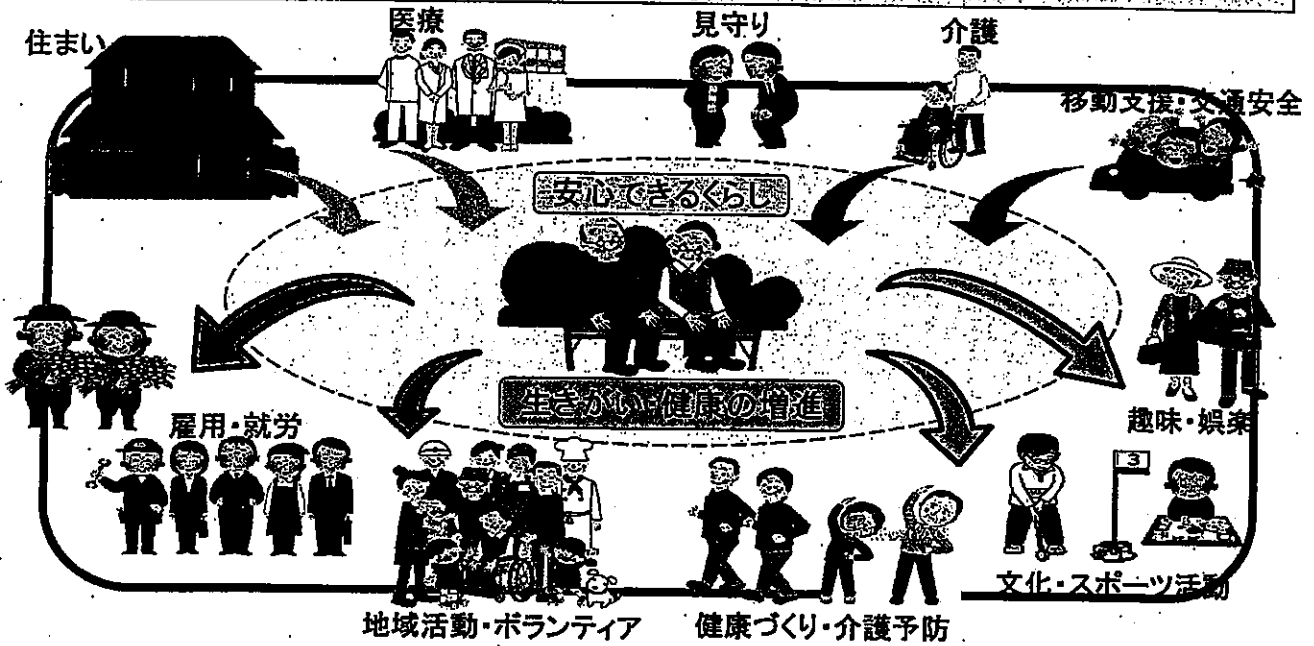 住まい
医療
見守り
介護
移動支援・交通安全
安心できるくらし
生きがい・健康の増進
雇用・就労
趣味・娯楽
3
文化・スポーツ活動
地域活動・ボランティア
健康づくり・介護予防